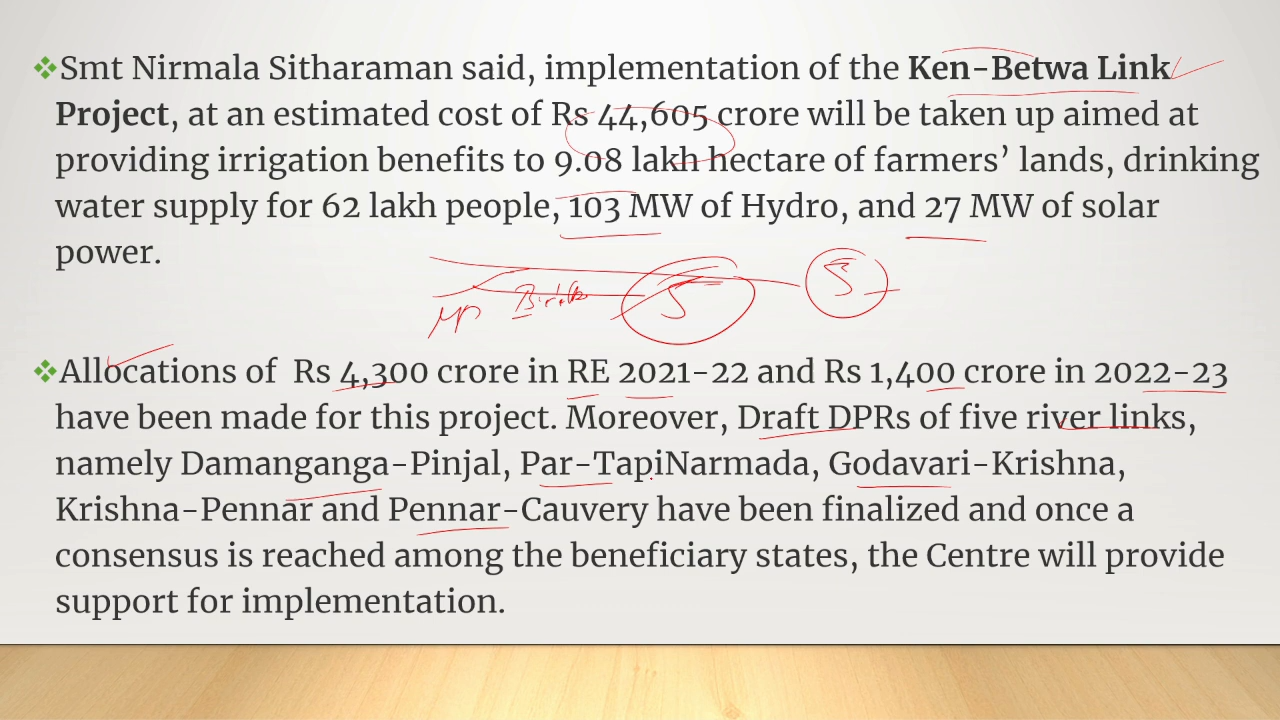 Smt Nirmala Sitharaman said, implementation of the Ken-Betwa Link
Project, at an estimated cost of Rs 44,605 crore will be taken up aimed at
providing irrigation benefits to 9.08 lakh hectare of farmers’ lands, drinking
water supply for 62 lakh people, 103 MW of Hydro, and 27 MW of solar
power.
MP 5 5
Allocations of  Rs 4,300 crore in RE 2021-22 and Rs 1,400 crore in 2022-23
have been made for this project. Moreover, Draft DPRs of five river links,
namely Damanganga-Pinjal, Par-TapiNarmada, Godavari-Krishna,
Krishna-Pennar and Pennar-Cauvery have been finalized and once a
consensus is reached among the beneficiary states, the Centre will provide
support for implementation.